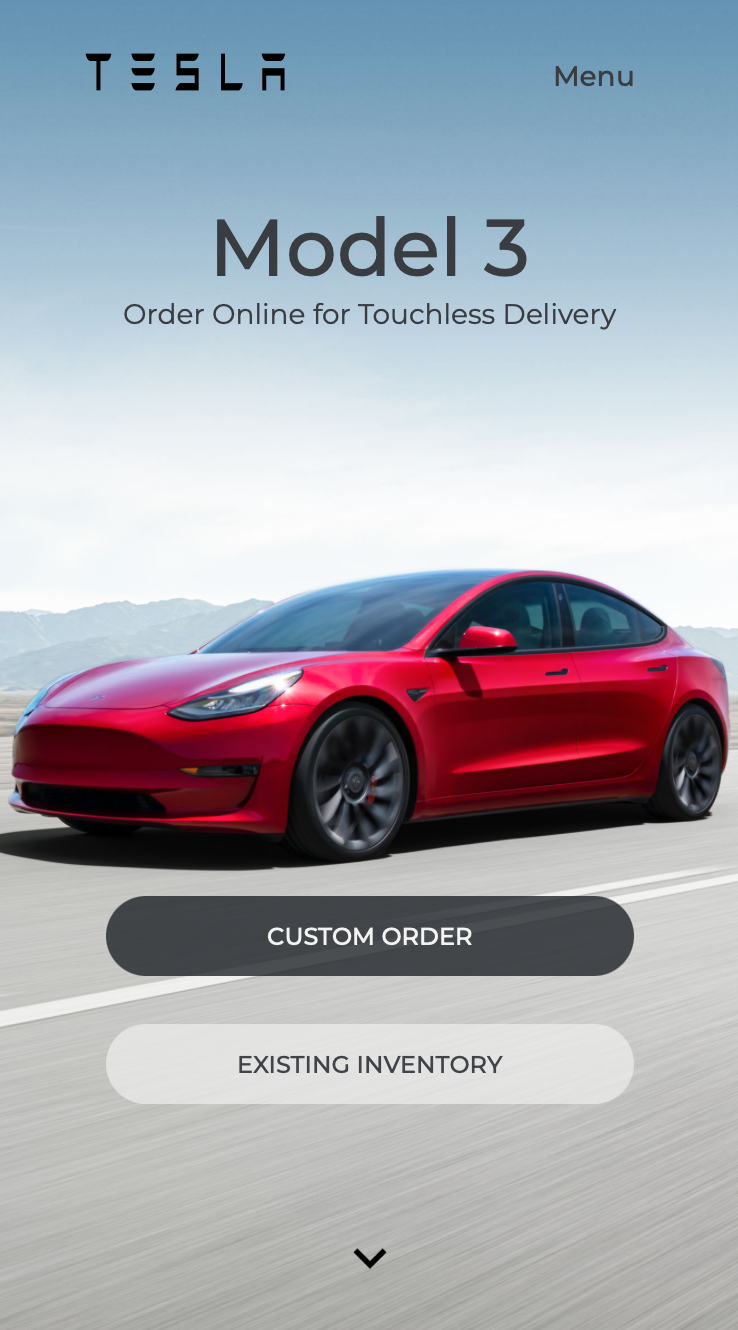 TESLA
Menu
Model 3
Order Online for Touchless Delivery
CUSTOM ORDER
EXISTING INVENTORY